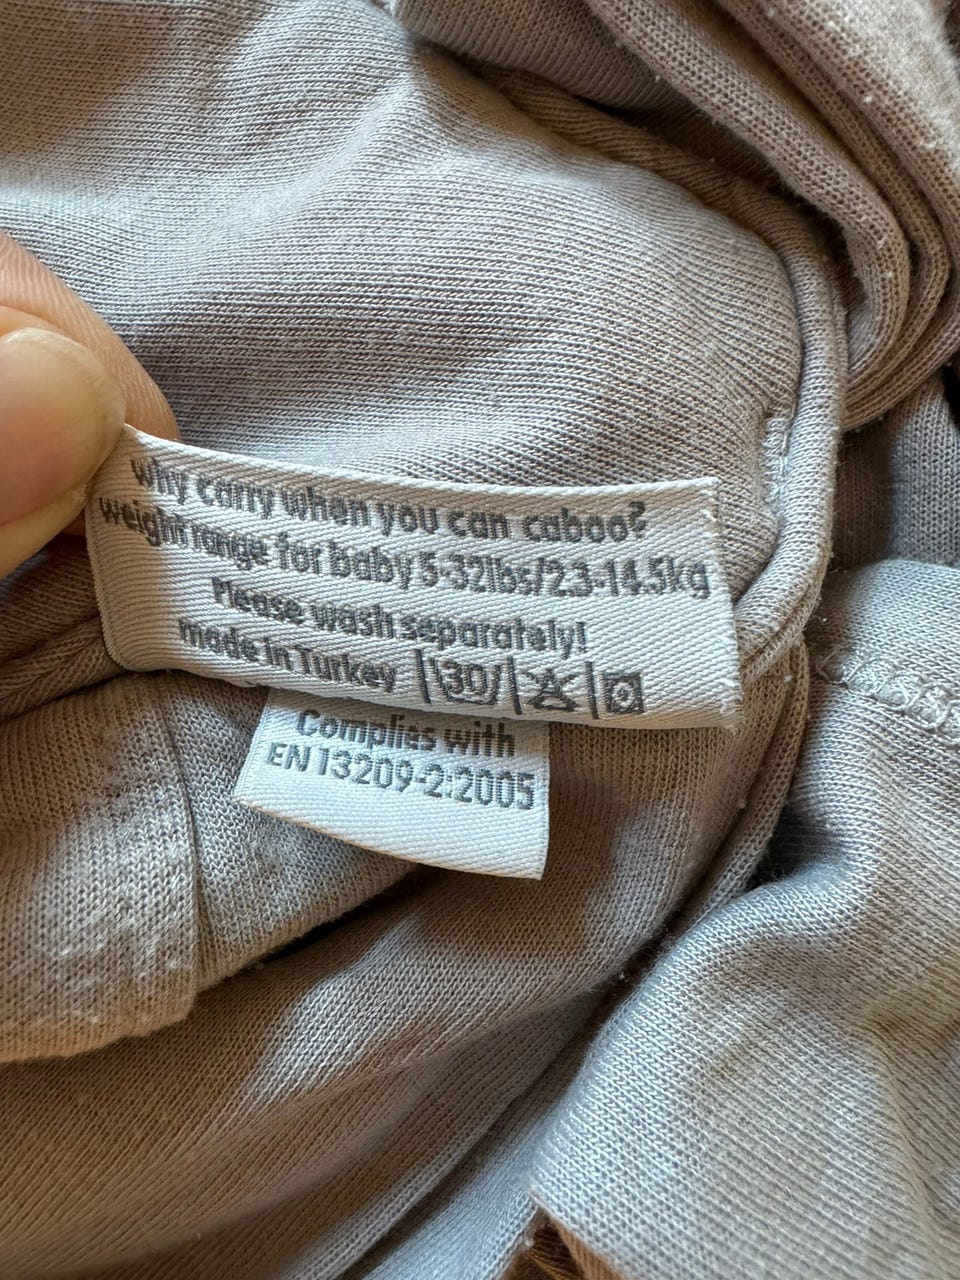 why carry when you can caboo?
weight range for baby 5-32lbs/2.3-14.5kg
Please wash separately!
made in Turkey 30
Complies with
EN 13209-2:2005